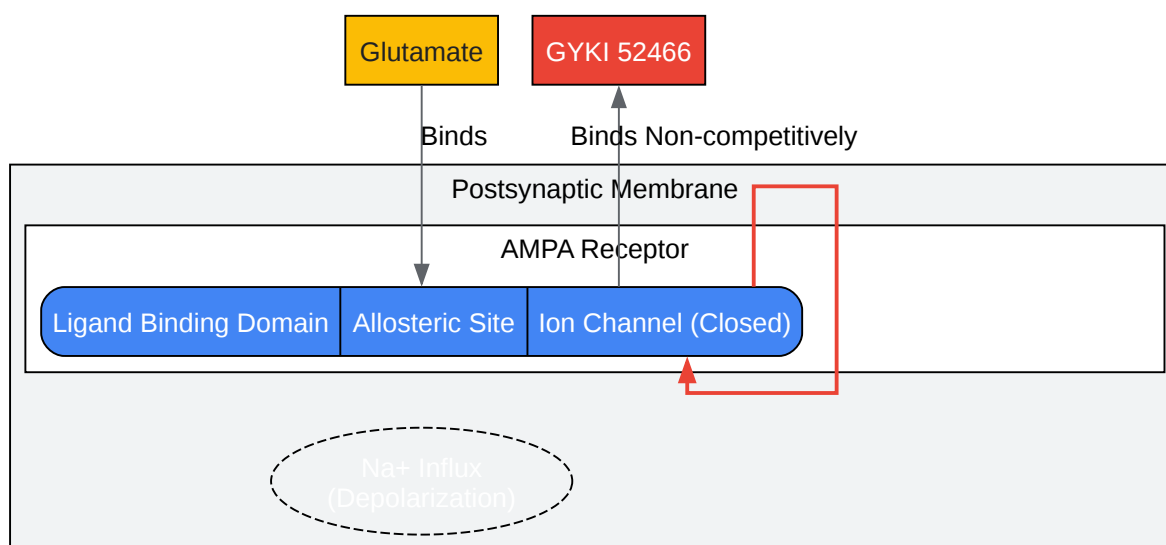 Glutamate
GYKI 52466
Binds
Binds Non-competitively
Postsynaptic Membrane
AMPA Receptor
Ligand Binding Domain
Allosteric Site
Ion Channel (Closed)
Na+ Influx
(Depolarization)